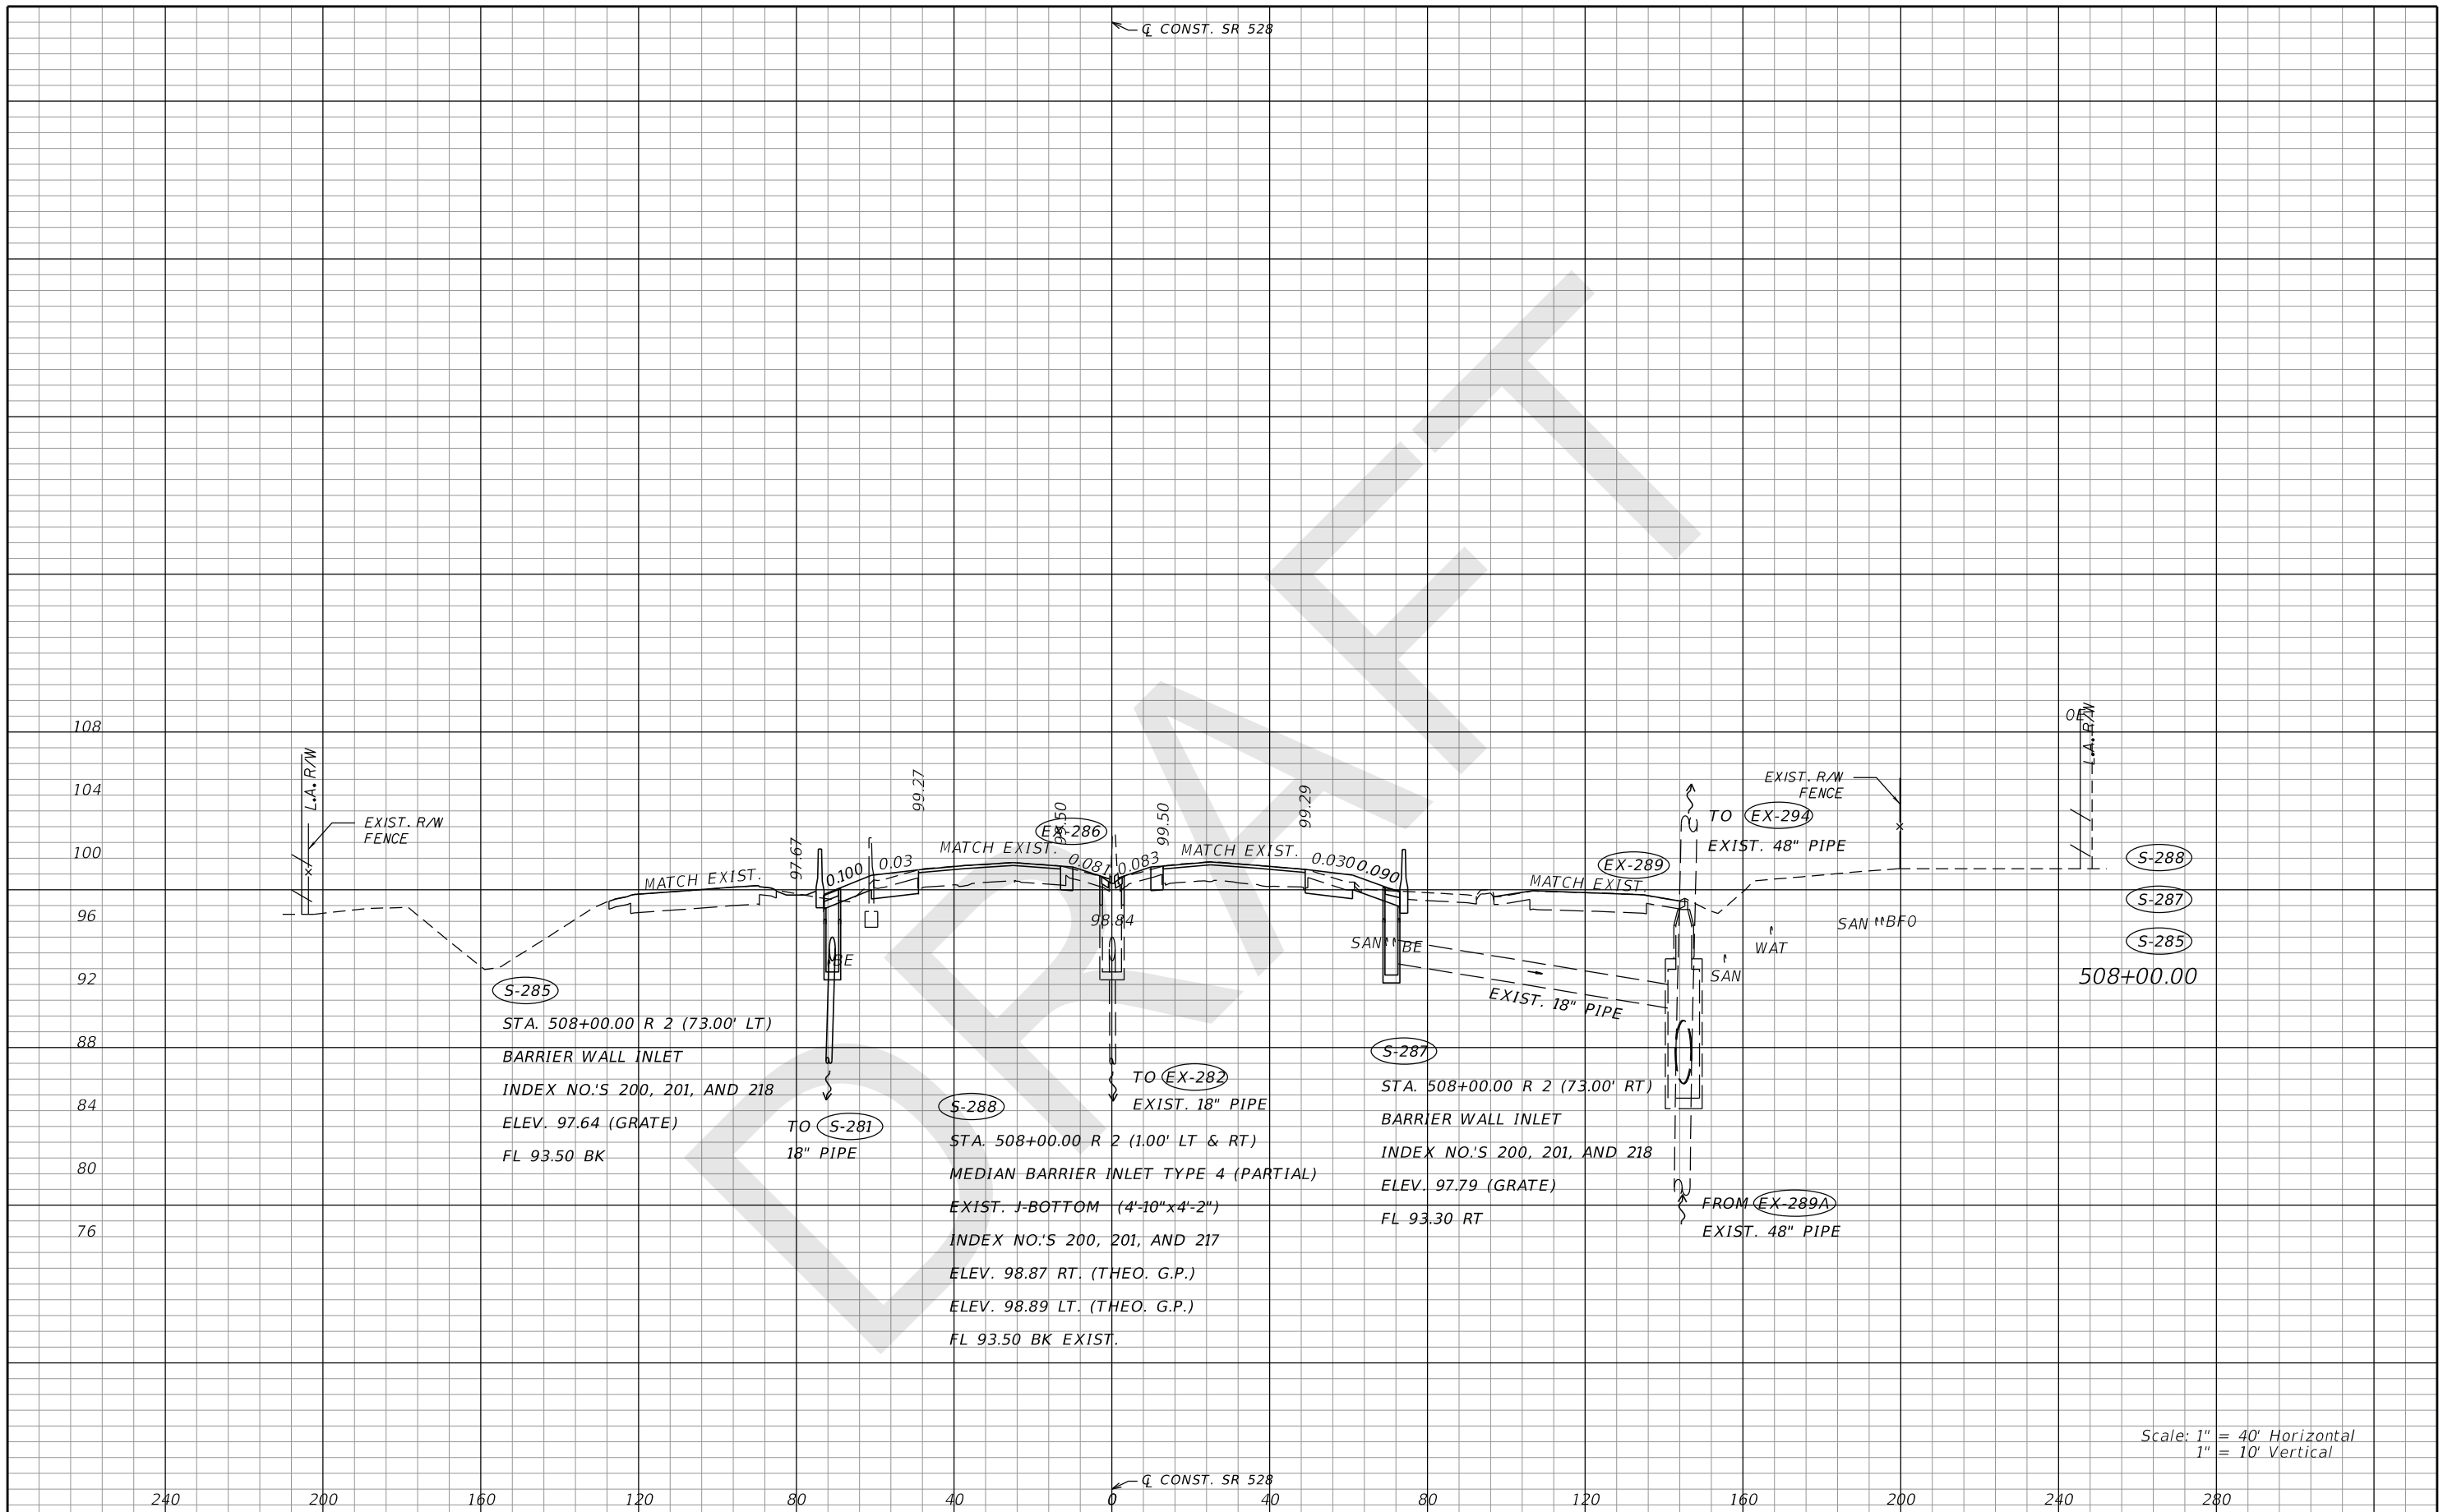 ℄ CONST. SR 528
DRAFT
108
104
100
96
92
88
84
80
76
L.A. R/W
EXIST. R/W
FENCE
MATCH EXIST.
97.67
0.100
0.03
99.27
MATCH EXIST.
99.50
EX-286
0.081
0.083
98.84
99.50
MATCH EXIST.
99.29
0.030
0.090
EX-289
MATCH EXIST.
TO EX-294
EXIST. 48" PIPE
EXIST. R/W
FENCE
OE
L.A. R/W
BE
SAN
BE
EXIST. 18" PIPE
SAN
WAT
SAN
BFO
S-288
S-287
S-285
508+00.00
S-285
STA. 508+00.00 R 2 (73.00' LT)
BARRIER WALL INLET
INDEX NO.'S 200, 201, AND 218
ELEV. 97.64 (GRATE)
FL 93.50 BK
TO S-281
18" PIPE
S-288
STA. 508+00.00 R 2 (1.00' LT & RT)
MEDIAN BARRIER INLET TYPE 4 (PARTIAL)
EXIST. J-BOTTOM (4'-10"x4'-2")
INDEX NO.'S 200, 201, AND 217
ELEV. 98.87 RT. (THEO. G.P.)
ELEV. 98.89 LT. (THEO. G.P.)
FL 93.50 BK EXIST.
TO EX-282
EXIST. 18" PIPE
S-287
STA. 508+00.00 R 2 (73.00' RT)
BARRIER WALL INLET
INDEX NO.'S 200, 201, AND 218
ELEV. 97.79 (GRATE)
FL 93.30 RT
FROM EX-289A
EXIST. 48" PIPE
Scale: 1" = 40' Horizontal
1" = 10' Vertical
℄ CONST. SR 528
240 200 160 120 80 40 0 40 80 120 160 200 240 280